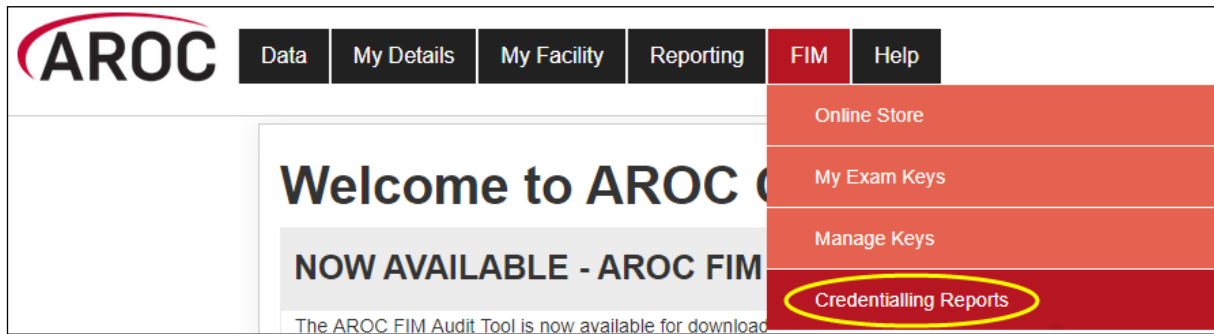 AROC
Data My Details My Facility Reporting FIM Help
Online Store
My Exam Keys
Manage Keys
Credentialling Reports
Welcome to AROC
NOW AVAILABLE - AROC FIM
The AROC FIM Audit Tool is now available for download